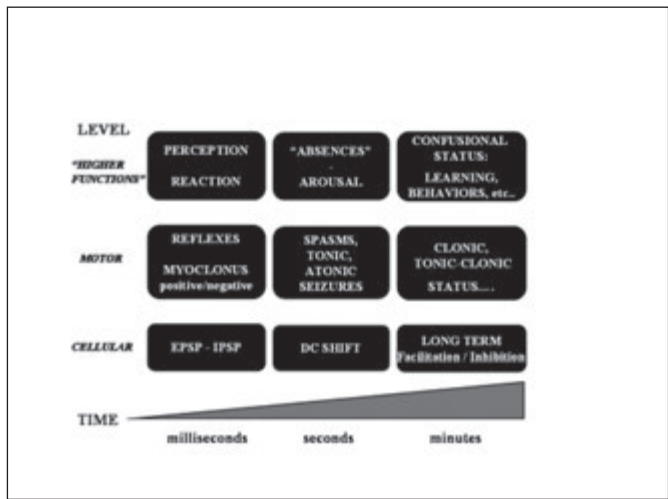 LEVEL
"HIGHER
FUNCTIONS"
PERCEPTION
REACTION
"ABSENCES"
-
AROUSAL
CONFUSIONAL
STATUS:
LEARNING,
BEHAVIORS, etc..
MOTOR
REFLEXES
MYOCLONUS
positive/negative
SPASMS,
TONIC,
ATONIC
SEIZURES
CLONIC,
TONIC-CLONIC
STATUS....
CELLULAR
EPSP - IPSP
DC SHIFT
LONG TERM
Facilitation / Inhibition
TIME
milliseconds
seconds
minutes